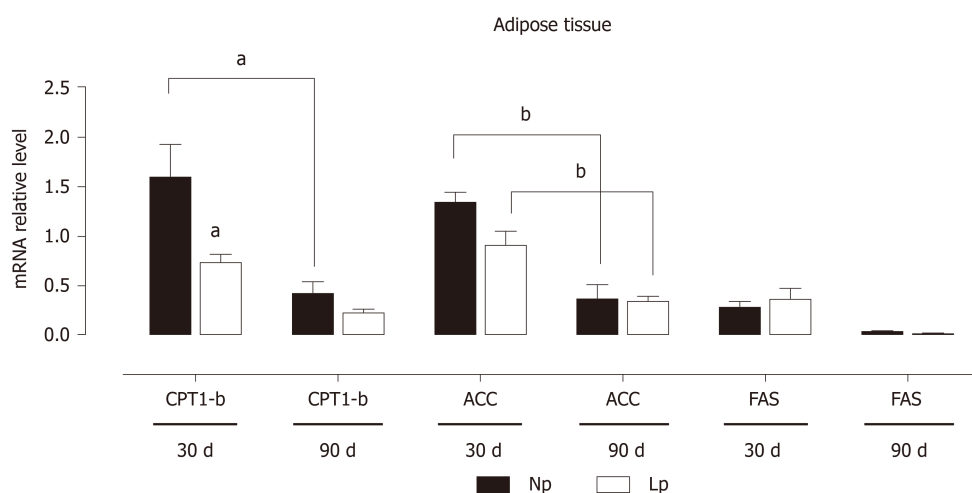 Adipose tissue
mRNA relative level
2.5
2.0
1.5
1.0
0.5
0.0
a
a
b
b
CPT1-b CPT1-b ACC ACC FAS FAS
30 d 90 d 30 d 90 d 30 d 90 d
Np Lp